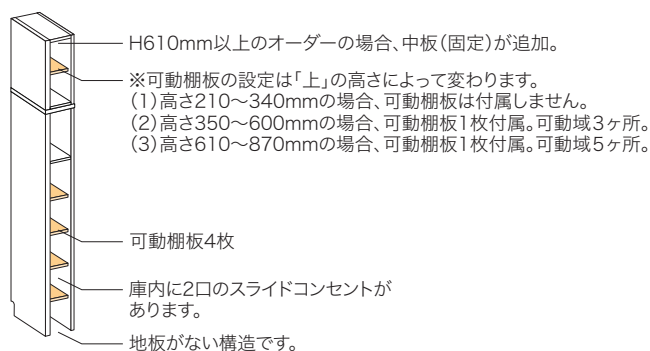 H610mm以上のオーダーの場合、中板(固定)が追加。
※可動棚板の設定は「上」の高さによって変わります。
(1)高さ210〜340mmの場合、可動棚板は付属しません。
(2)高さ350〜600mmの場合、可動棚板1枚付属。可動域3ヶ所。
(3)高さ610〜870mmの場合、可動棚板1枚付属。可動域5ヶ所。
可動棚板4枚
庫内に2口のスライドコンセントが
あります。
地板がない構造です。